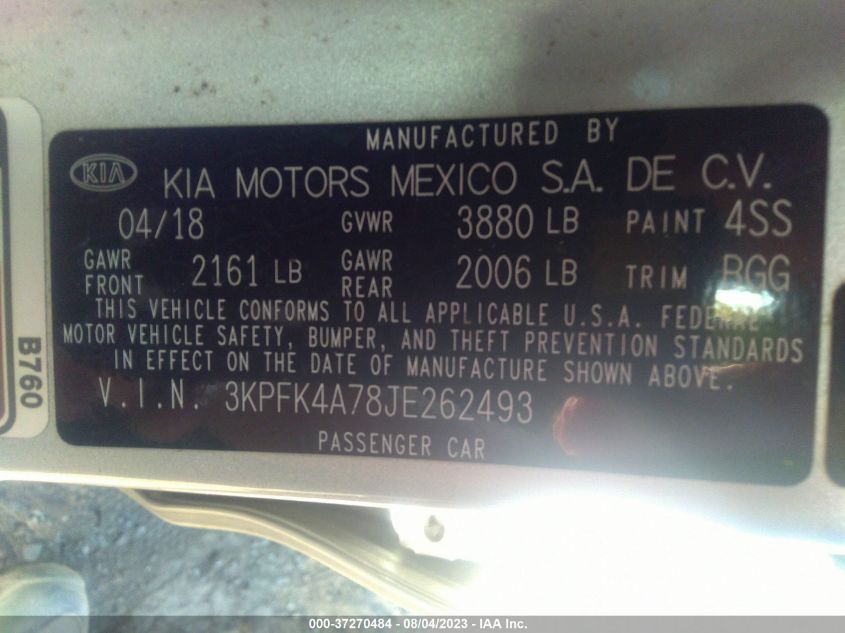 MANUFACTURED BY
KIA KIA MOTORS MEXICO S.A. DE C.V.
04/18 GVWR 3880 LB PAINT 4SS
GAWR FRONT 2161 LB GAWR REAR 2006 LB TRIM BGG
THIS VEHICLE CONFORMS TO ALL APPLICABLE U.S.A. FEDERAL
MOTOR VEHICLE SAFETY, BUMPER, AND THEFT PREVENTION STANDARDS
IN EFFECT ON THE DATE OF MANUFACTURE SHOWN ABOVE.
V.I.N. 3KPFK4A78JE262493
PASSENGER CAR
B760
000-37270484 - 08/04/2023 - IAA Inc.